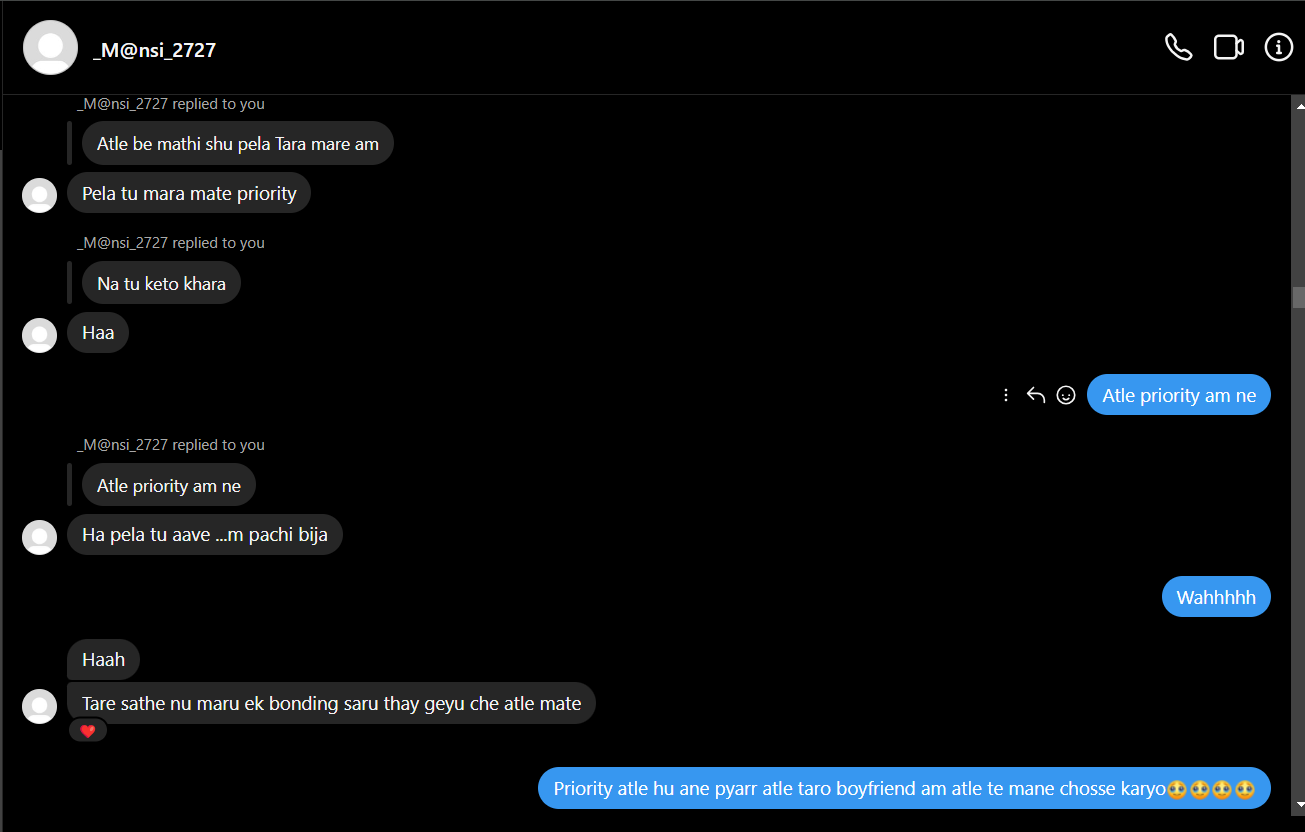 _M@nsi_2727
_M@nsi_2727 replied to you
Atle be mathi shu pela Tara mare am
Pela tu mara mate priority
_M@nsi_2727 replied to you
Na tu keto khara
Haa
Atle priority am ne
_M@nsi_2727 replied to you
Atle priority am ne
Ha pela tu aave ...m pachi bija
Wahhhhh
Haah
Tare sathe nu maru ek bonding saru thay geyu che atle mate
❤️
Priority atle hu ane pyarr atle taro boyfriend am atle te mane chosse karyo🥹🥹🥹🥹